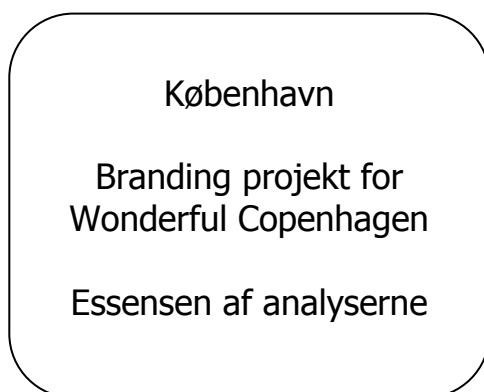 København
Branding projekt for
Wonderful Copenhagen
Essensen af analyserne